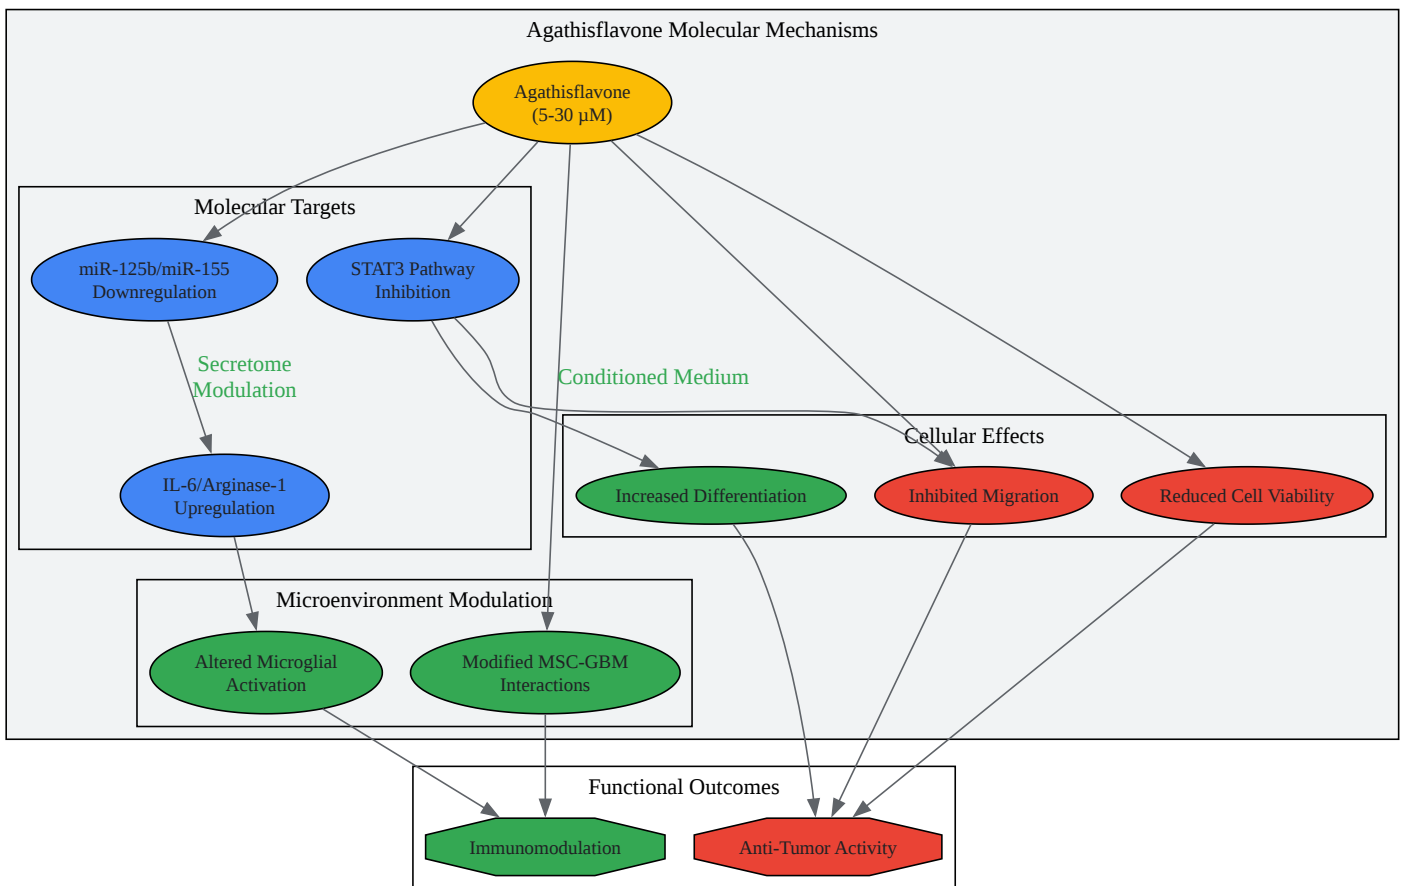 Agathisflavone Molecular Mechanisms
Agathisflavone
(5-30 µM)
Molecular Targets
miR-125b/miR-155
Downregulation
STAT3 Pathway
Inhibition
Secretome
Modulation
Conditioned Medium
Cellular Effects
IL-6/Arginase-1
Upregulation
Increased Differentiation
Inhibited Migration
Reduced Cell Viability
Microenvironment Modulation
Altered Microglial
Activation
Modified MSC-GBM
Interactions
Functional Outcomes
Immunomodulation
Anti-Tumor Activity